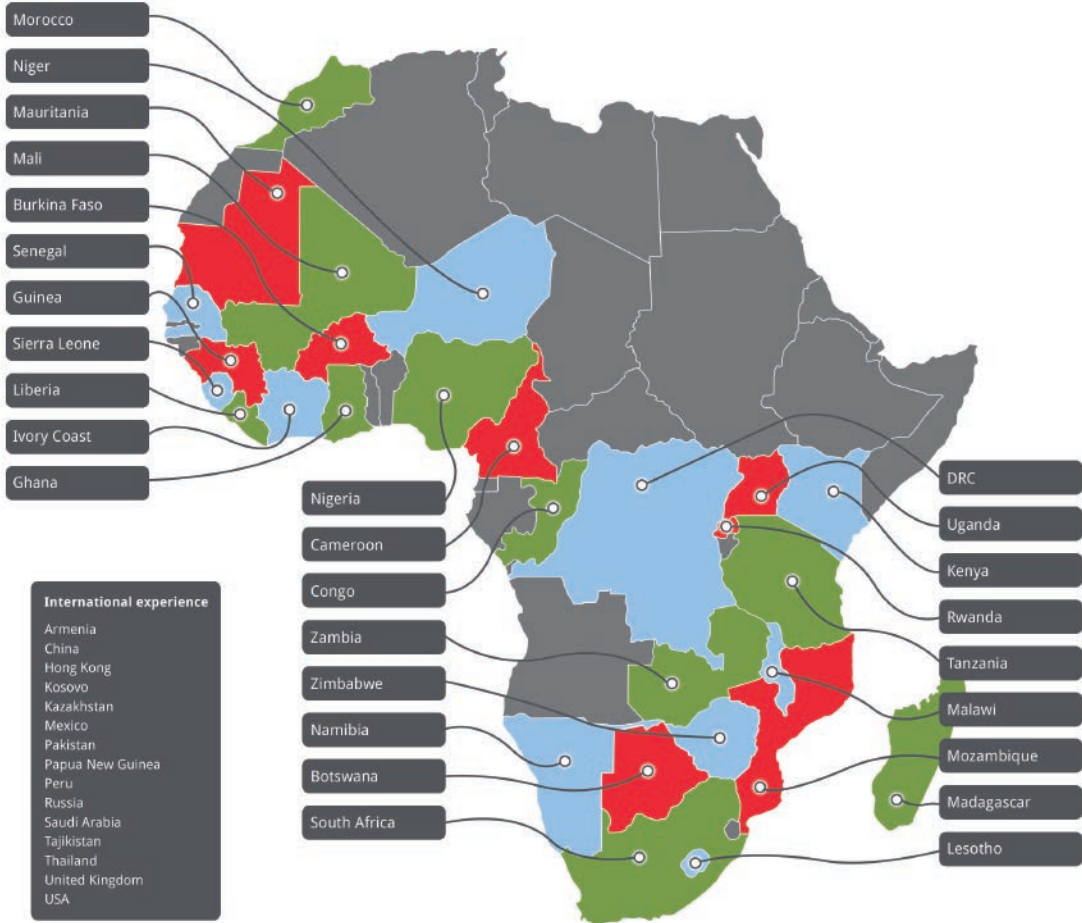 Morocco
Niger
Mauritania
Mali
Burkina Faso
Senegal
Guinea
Sierra Leone
Liberia
Ivory Coast
Ghana
Nigeria
Cameroon
Congo
Zambia
Zimbabwe
Namibia
Botswana
South Africa
DRC
Uganda
Kenya
Rwanda
Tanzania
Malawi
Mozambique
Madagascar
Lesotho
International experience
Armenia
China
Hong Kong
Kosovo
Kazakhstan
Mexico
Pakistan
Papua New Guinea
Peru
Russia
Saudi Arabia
Tajikistan
Thailand
United Kingdom
USA